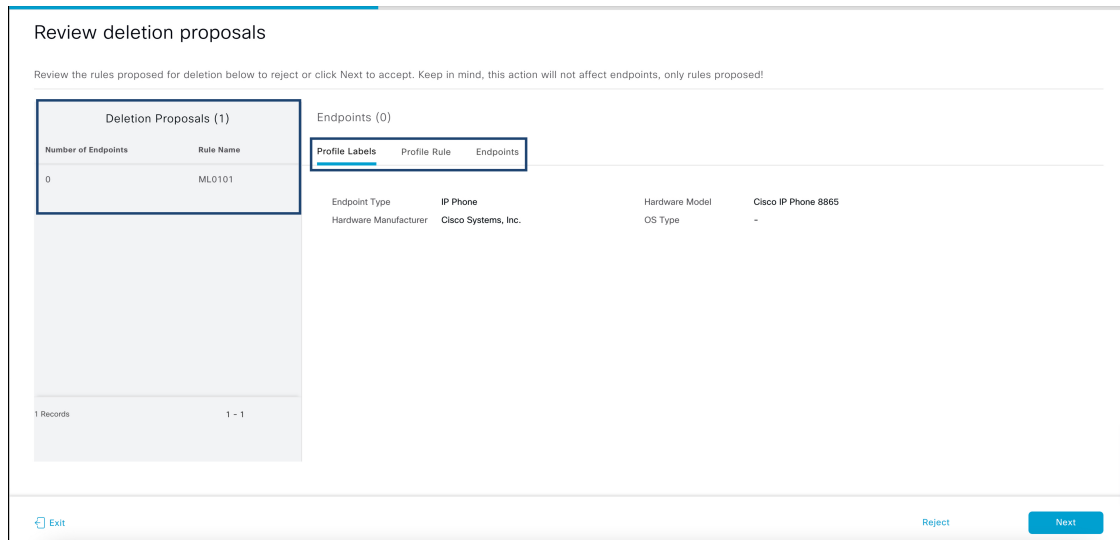 Review deletion proposals
Review the rules proposed for deletion below to reject or click Next to accept. Keep in mind, this action will not affect endpoints, only rules proposed!
Deletion Proposals (1)
Number of Endpoints Rule Name
0 ML0101
1 Records 1 - 1
Endpoints (0)
Profile Labels Profile Rule Endpoints
Endpoint Type IP Phone Hardware Model Cisco IP Phone 8865
Hardware Manufacturer Cisco Systems, Inc. OS Type -
Exit Reject Next